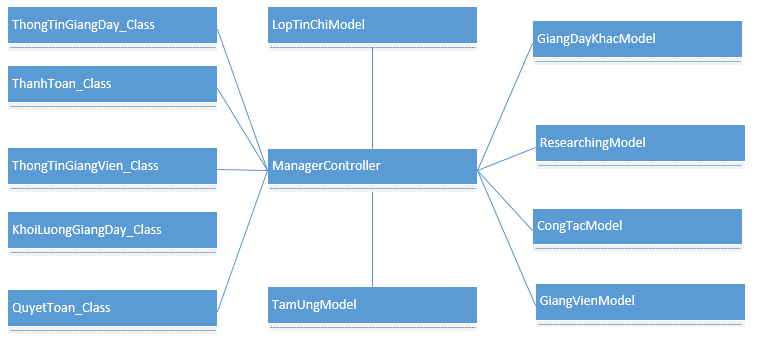 ThongTinGiangDay_Class
LopTinChiModel
GiangDayKhacModel
ThanhToan_Class
ResearchingModel
ThongTinGiangVien_Class
ManagerController
KhoiLuongGiangDay_Class
CongTacModel
QuyetToan_Class
TamUngModel
GiangVienModel